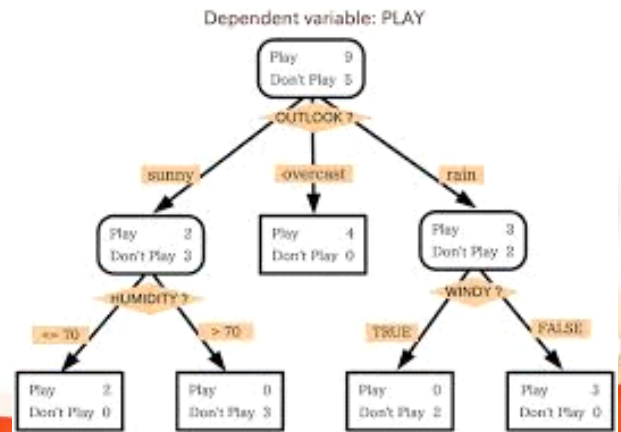 Dependent variable: PLAY
Play 9
Don't Play 5
OUTLOOK ?
sunny
overcast
rain
Play 2
Don't Play 3
Play 4
Don't Play 0
Play 3
Don't Play 2
HUMIDITY ?
WINDY ?
<= 70
> 70
TRUE
FALSE
Play 2
Don't Play 0
Play 0
Don't Play 3
Play 0
Don't Play 2
Play 3
Don't Play 0